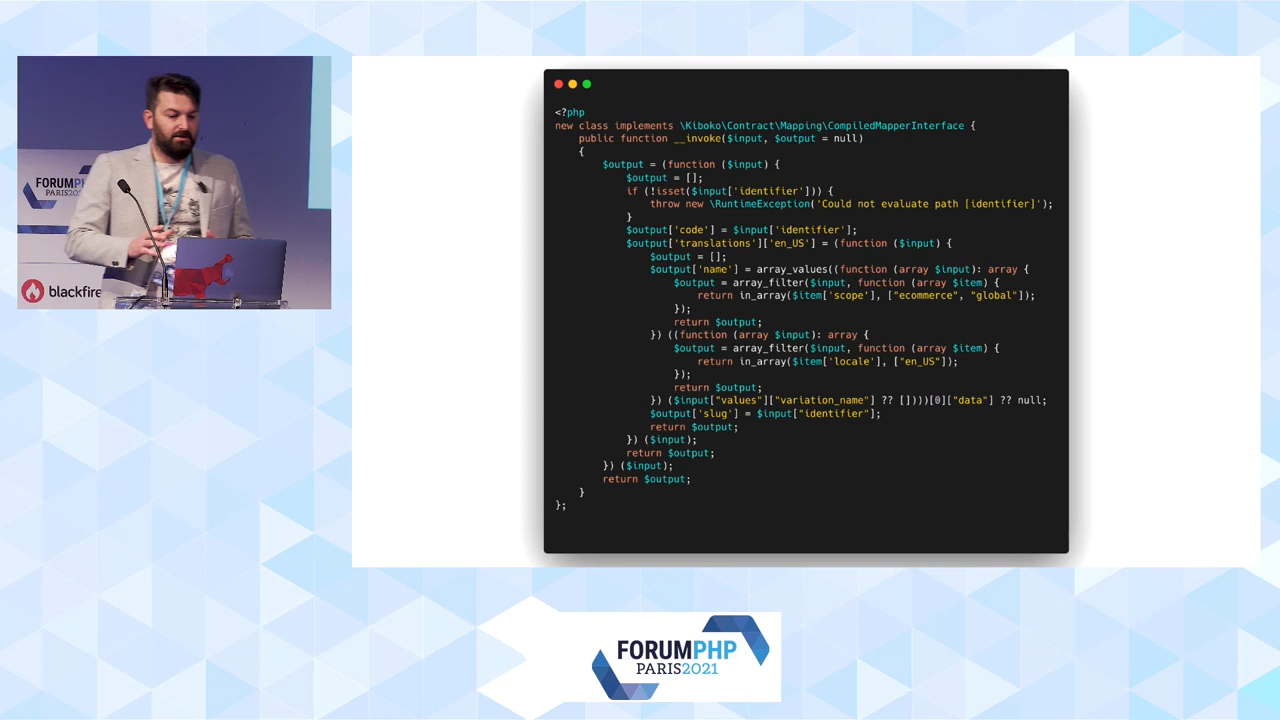 FORUMPHP
PARIS202
blackfire
<?php
new class implements \Kiboko\Contract\Mapping\CompiledMapperInterface {
    public function __invoke($input, $output = null)
    {
        $output = (function ($input) {
            $output = [];
            if (!isset($input['identifier'])) {
                throw new \RuntimeException('Could not evaluate path [identifier]');
            }
            $output['code'] = $input['identifier'];
            $output['translations']['en_US'] = (function ($input) {
                $output = [];
                $output['name'] = array_values((function (array $input): array {
                    $output = array_filter($input, function (array $item) {
                        return in_array($item['scope'], ["ecommerce", "global"]);
                    });
                    return $output;
                }) ((function (array $input): array {
                    $output = array_filter($input, function (array $item) {
                        return in_array($item['locale'], ["en_US"]);
                    });
                    return $output;
                }) ($input["values"]["variation_name"] ?? [])))[0]["data"] ?? null;
                $output['slug'] = $input["identifier"];
                return $output;
            }) ($input);
            return $output;
        }) ($input);
        return $output;
    }
};
FORUMPHP
PARIS2021